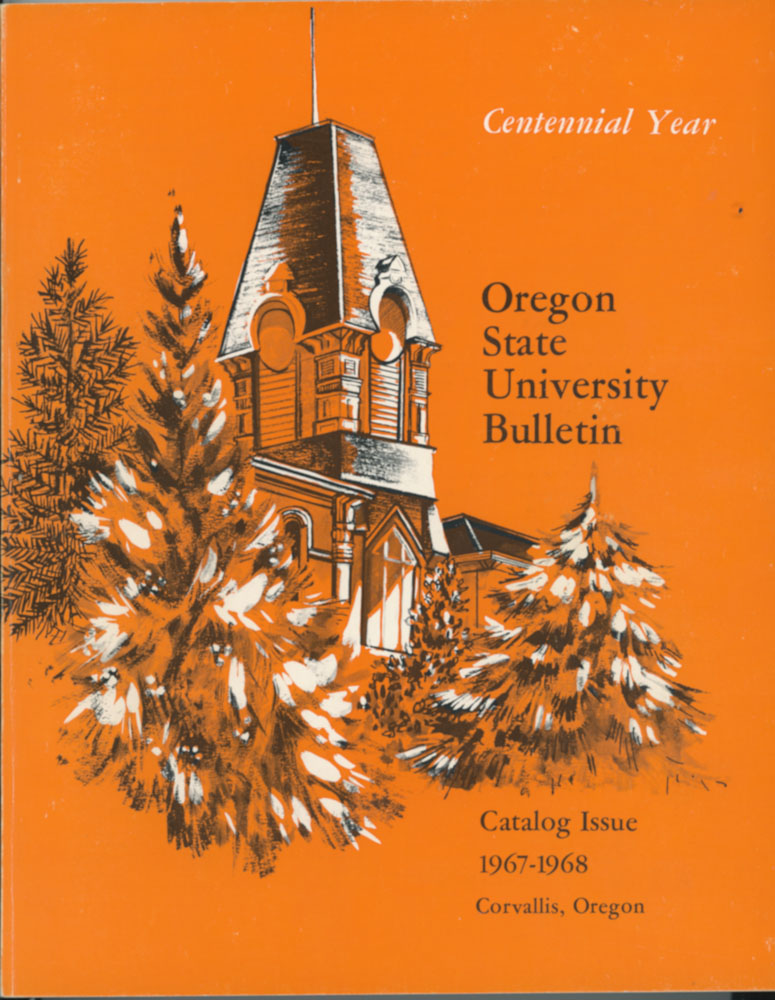 Centennial Year
Oregon
State
University
Bulletin
Catalog Issue
1967-1968
Corvallis, Oregon